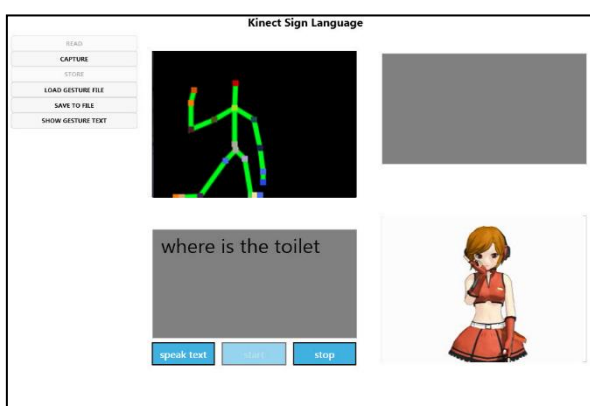 Kinect Sign Language
READ
CAPTURE
STORE
LOAD GESTURE FILE
SAVE TO FILE
SHOW GESTURE TEXT
where is the toilet
speak text
start
stop